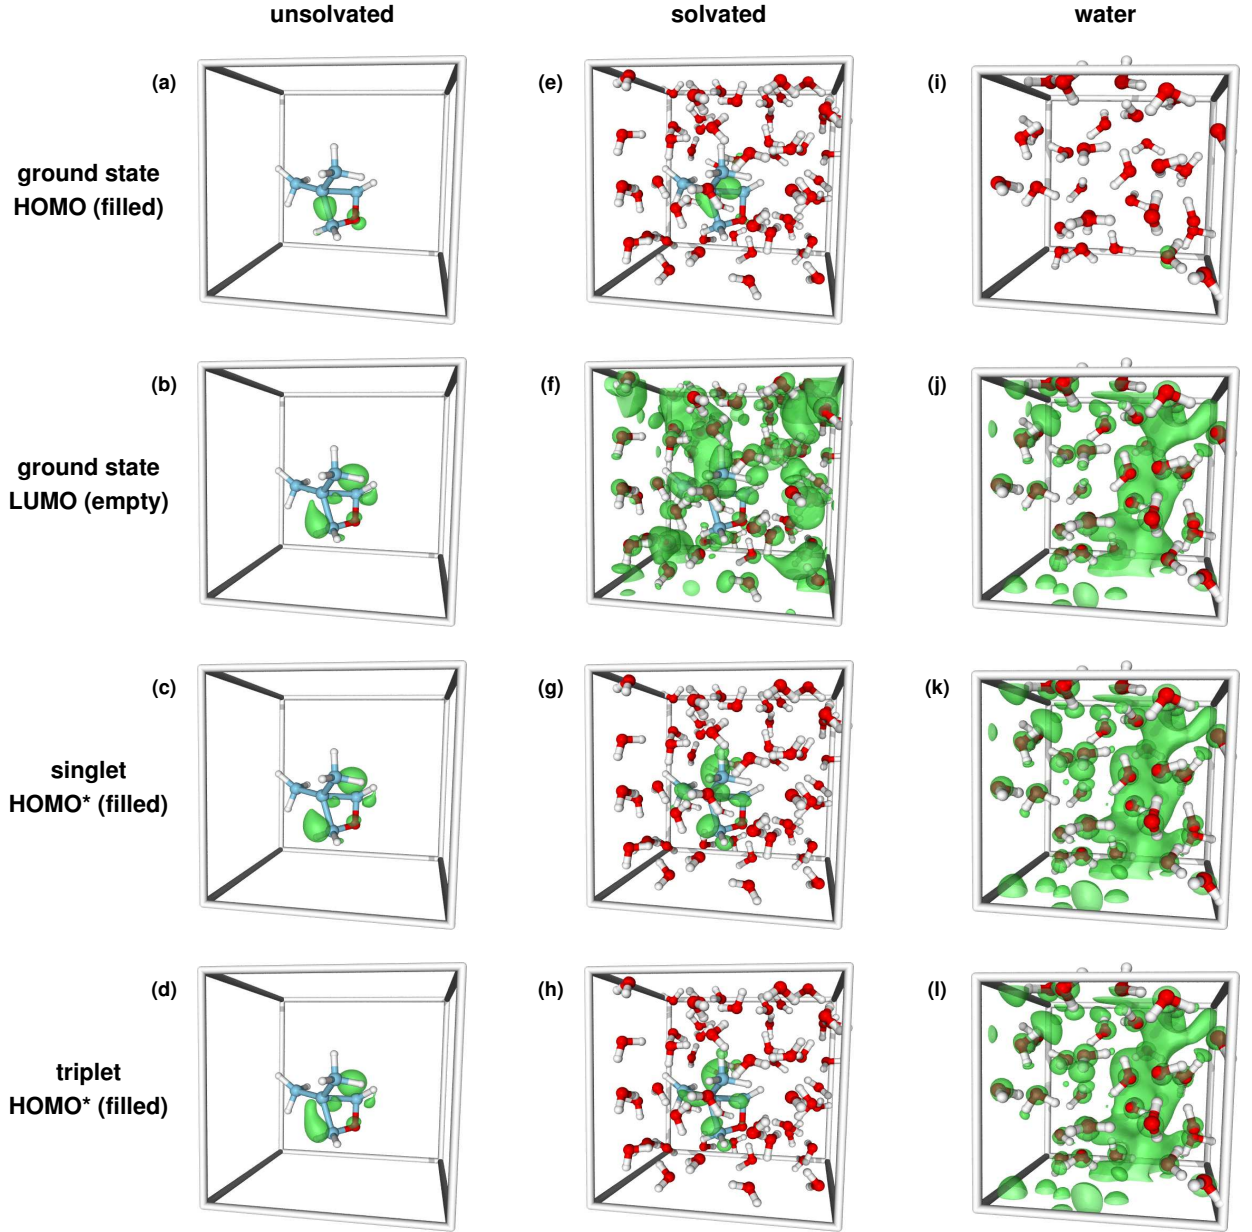 unsolvated solvated water
(a) (e) (i)
ground state
HOMO (filled)
(b) (f) (j)
ground state
LUMO (empty)
(c) (g) (k)
singlet
HOMO* (filled)
(d) (h) (l)
triplet
HOMO* (filled)